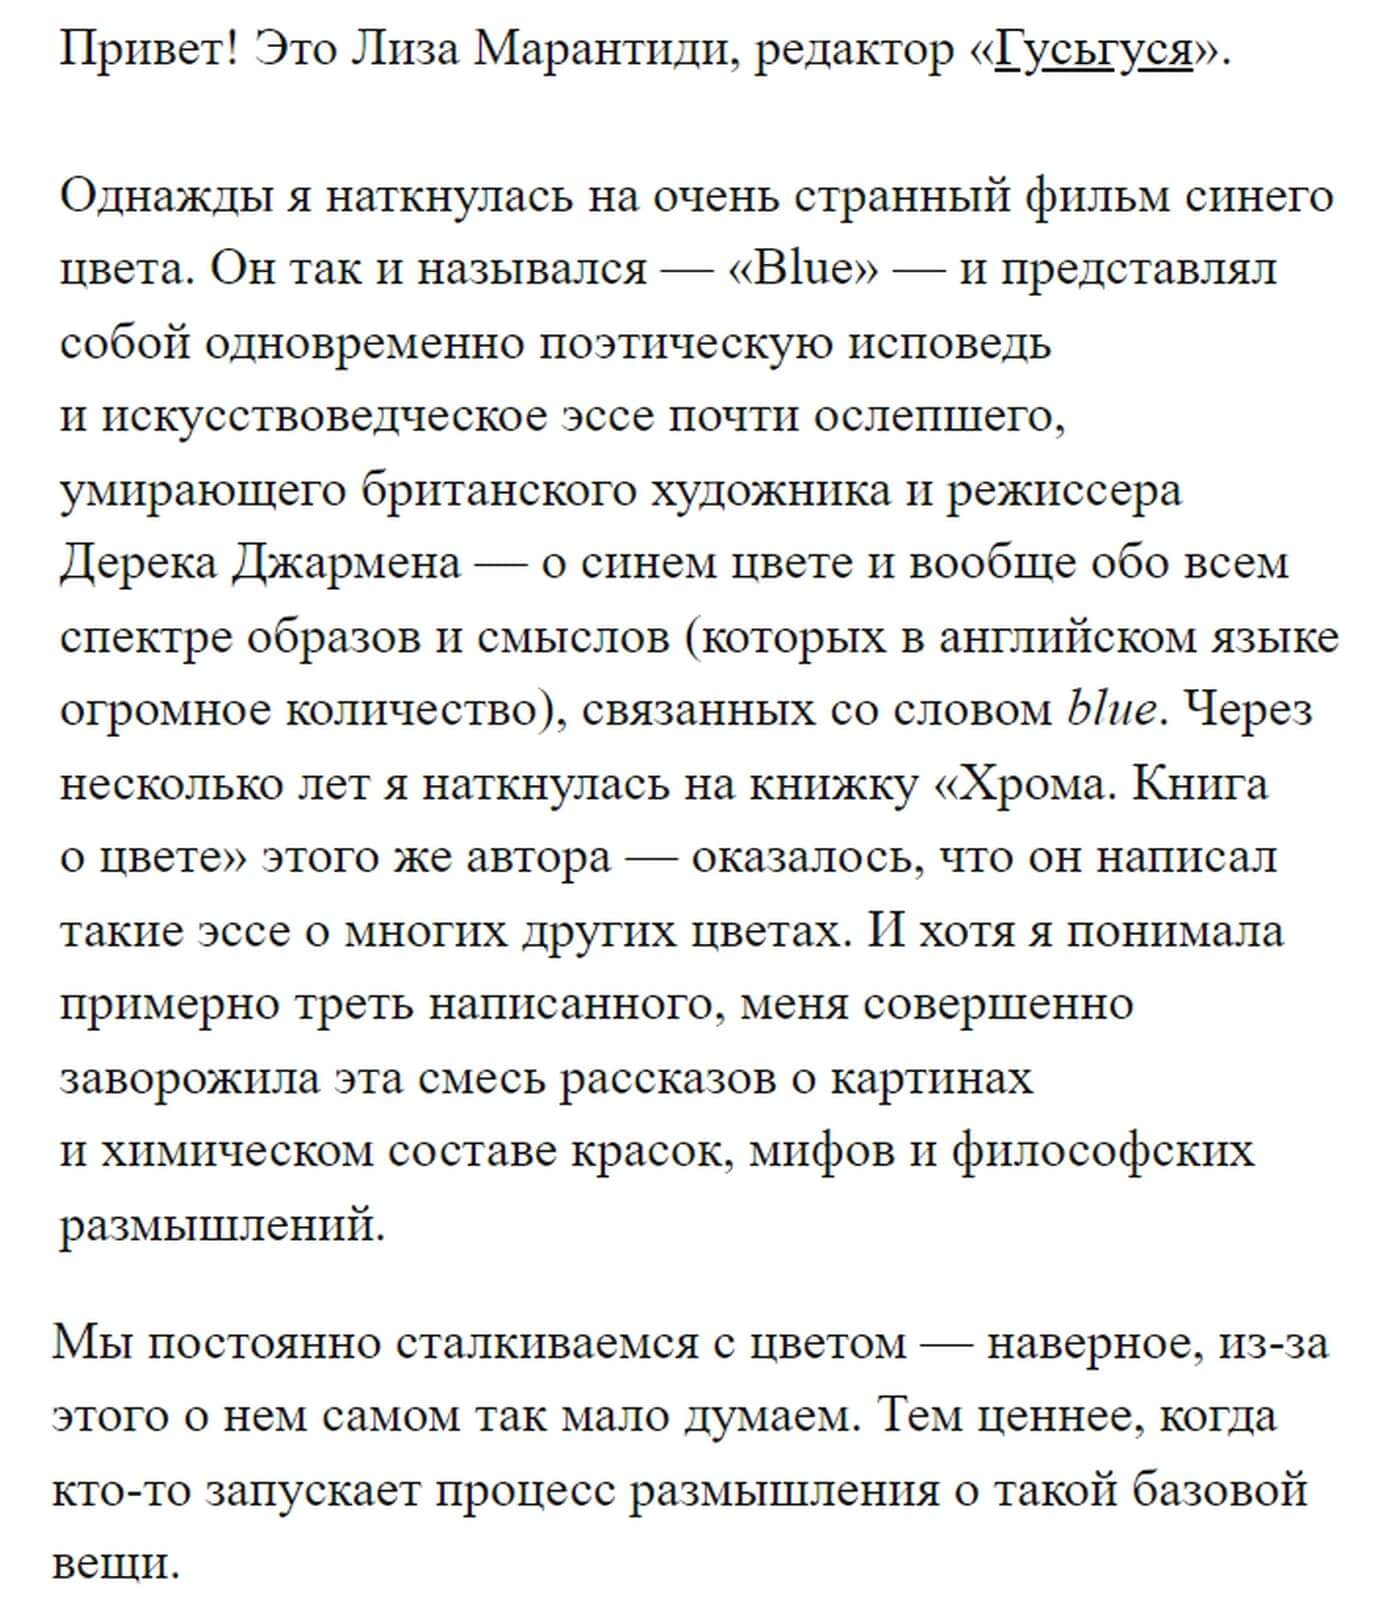 Привет! Это Лиза Марантиди, редактор «Гусьгуся».
Однажды я наткнулась на очень странный фильм синего
цвета. Он так и назывался — «Blue» — и представлял
собой одновременно поэтическую исповедь
и искусствоведческое эссе почти ослепшего,
умирающего британского художника и режиссера
Дерека Джармена — о синем цвете и вообще обо всем
спектре образов и смыслов (которых в английском языке
огромное количество), связанных со словом blue. Через
несколько лет я наткнулась на книжку «Хрома. Книга
о цвете» этого же автора — оказалось, что он написал
такие эссе о многих других цветах. И хотя я понимала
примерно треть написанного, меня совершенно
заворожила эта смесь рассказов о картинах
и химическом составе красок, мифов и философских
размышлений.
Мы постоянно сталкиваемся с цветом — наверное, из-за
этого о нем самом так мало думаем. Тем ценнее, когда
кто-то запускает процесс размышления о такой базовой
вещи.